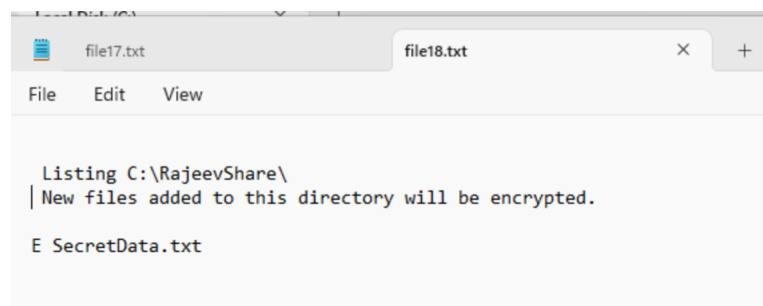 file17.txt
file18.txt
File Edit View
Listing C:\RajeevShare\
New files added to this directory will be encrypted.
E SecretData.txt